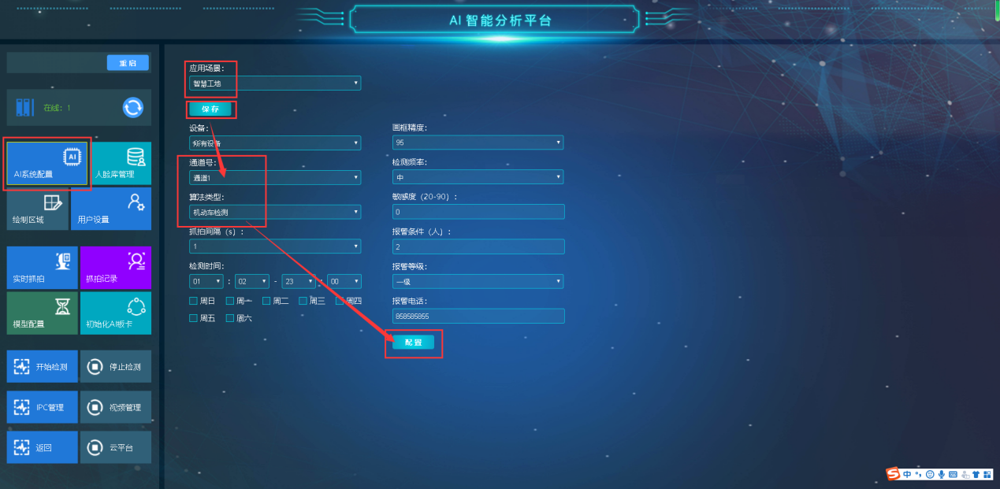 AI 智能分析平台
重启
在线: 1
AI系统配置
人脸库管理
绘制区域
用户设置
实时抓拍
抓拍记录
模型配置
初始化AI板卡
开始检测
停止检测
IPC管理
视频管理
返回
云平台
应用场景:
智慧工地
保存
设备:
所有设备
通道号:
通道1
算法类型:
机动车检测
抓拍间隔（s）:
1
检测时间:
01 : 02 - 23 : 00
周日 周一 周二 周三 周四
周五 周六
画框精度:
95
检测频率:
中
敏感度（20-90）:
0
报警条件（人）:
2
报警等级:
一级
报警电话:
858585855
配置
中